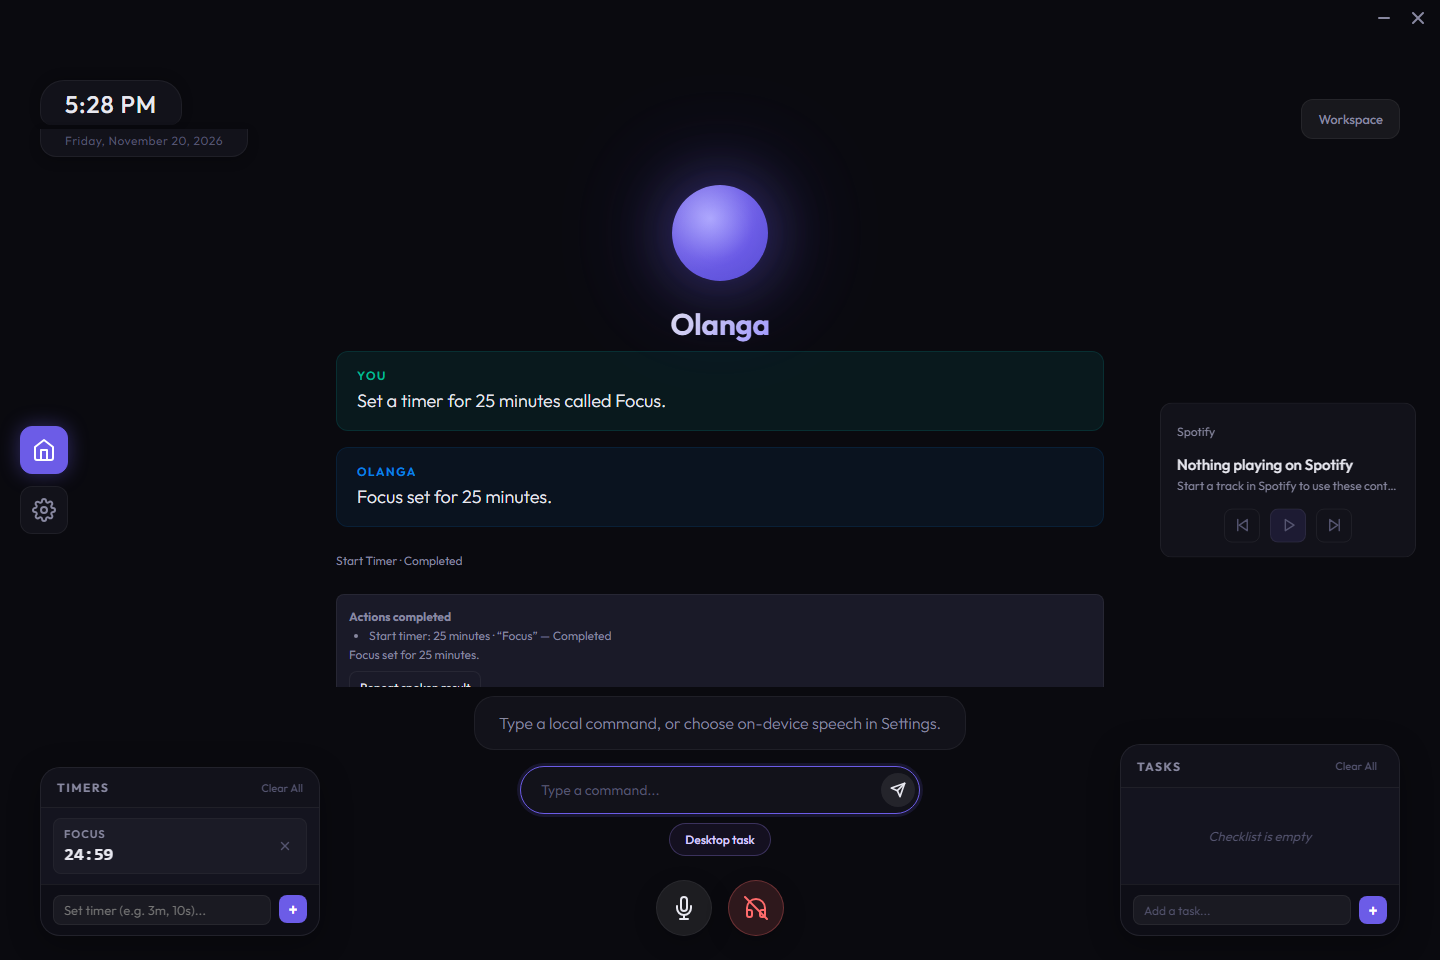 5:28 PM
Friday, November 20, 2026
Workspace
Olanga
YOU
Set a timer for 25 minutes called Focus.
OLANGA
Focus set for 25 minutes.
Start Timer · Completed
Actions completed
• Start timer: 25 minutes · “Focus” — Completed
Focus set for 25 minutes.
Repeat spoken result
Spotify
Nothing playing on Spotify
Start a track in Spotify to use these cont...
Type a local command, or choose on-device speech in Settings.
Type a command...
Desktop task
TIMERS
Clear All
FOCUS
24:59
Set timer (e.g. 3m, 10s)...
+
TASKS
Clear All
Checklist is empty
Add a task...
+